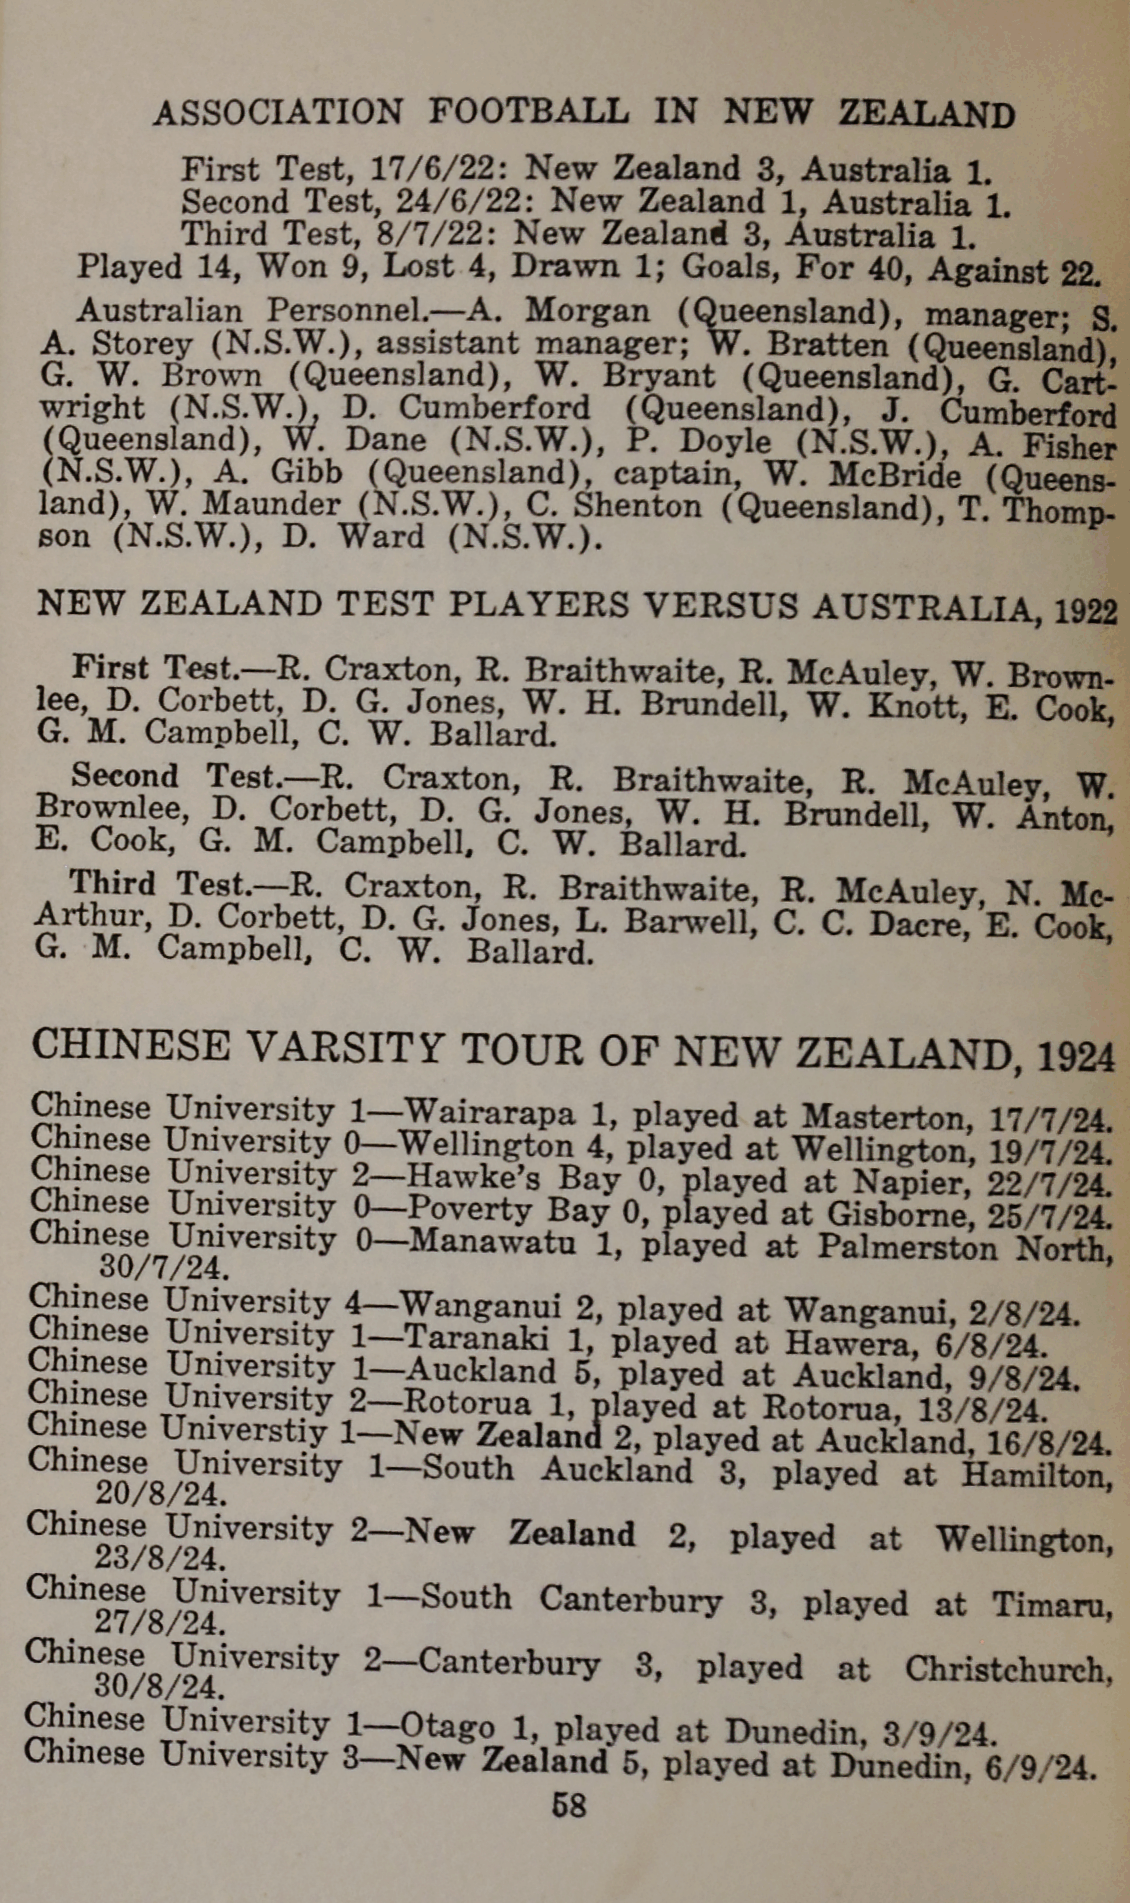 ASSOCIATION FOOTBALL IN NEW ZEALAND
First Test, 17/6/22: New Zealand 3, Australia 1.
Second Test, 24/6/22: New Zealand 1, Australia 1.
Third Test, 8/7/22: New Zealand 3, Australia 1.
Played 14, Won 9, Lost 4, Drawn 1; Goals, For 40, Against 22.
Australian Personnel.—A. Morgan (Queensland), manager; S.
A. Storey (N.S.W.), assistant manager; W. Bratten (Queensland),
G. W. Brown (Queensland), W. Bryant (Queensland), G. Cart-
wright (N.S.W.), D. Cumberford (Queensland), J. Cumberford
(Queensland), W. Dane (N.S.W.), P. Doyle (N.S.W.), A. Fisher
(N.S.W.), A. Gibb (Queensland), captain, W. McBride (Queens-
land), W. Maunder (N.S.W.), C. Shenton (Queensland), T. Thomp-
son (N.S.W.), D. Ward (N.S.W.).
NEW ZEALAND TEST PLAYERS VERSUS AUSTRALIA, 1922
First Test.—R. Craxton, R. Braithwaite, R. McAuley, W. Brown-
lee, D. Corbett, D. G. Jones, W. H. Brundell, W. Knott, E. Cook,
G. M. Campbell, C. W. Ballard.
Second Test.—R. Craxton, R. Braithwaite, R. McAuley, W.
Brownlee, D. Corbett, D. G. Jones, W. H. Brundell, W. Anton,
E. Cook, G. M. Campbell, C. W. Ballard.
Third Test.—R. Craxton, R. Braithwaite, R. McAuley, N. Mc-
Arthur, D. Corbett, D. G. Jones, L. Barwell, C. C. Dacre, E. Cook,
G. M. Campbell, C. W. Ballard.
CHINESE VARSITY TOUR OF NEW ZEALAND, 1924
Chinese University 1—Wairarapa 1, played at Masterton, 17/7/24.
Chinese University 0—Wellington 4, played at Wellington, 19/7/24.
Chinese University 2—Hawke's Bay 0, played at Napier, 22/7/24.
Chinese University 0—Poverty Bay 0, played at Gisborne, 25/7/24.
Chinese University 0—Manawatu 1, played at Palmerston North,
30/7/24.
Chinese University 4—Wanganui 2, played at Wanganui, 2/8/24.
Chinese University 1—Taranaki 1, played at Hawera, 6/8/24.
Chinese University 1—Auckland 5, played at Auckland, 9/8/24.
Chinese University 2—Rotorua 1, played at Rotorua, 13/8/24.
Chinese Universtiy 1—New Zealand 2, played at Auckland, 16/8/24.
Chinese University 1—South Auckland 3, played at Hamilton,
20/8/24.
Chinese University 2—New Zealand 2, played at Wellington,
23/8/24.
Chinese University 1—South Canterbury 3, played at Timaru,
27/8/24.
Chinese University 2—Canterbury 3, played at Christchurch,
30/8/24.
Chinese University 1—Otago 1, played at Dunedin, 3/9/24.
Chinese University 3—New Zealand 5, played at Dunedin, 6/9/24.
58